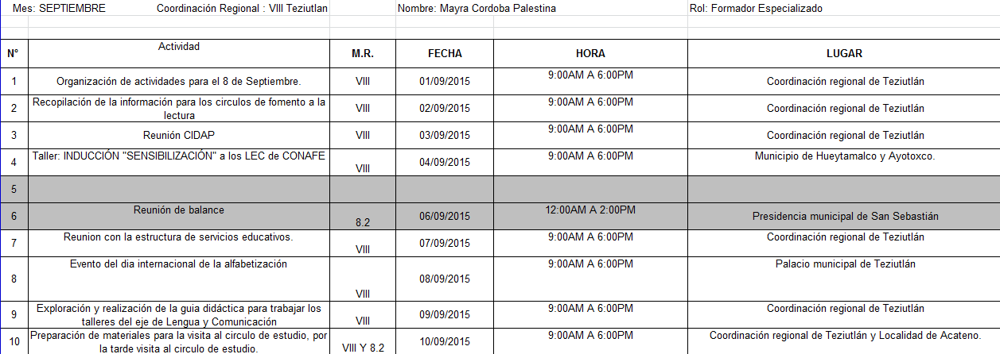 Mes: SEPTIEMBRE Coordinación Regional : VIII Teziutlan Nombre: Mayra Cordoba Palestina Rol: Formador Especializado
N° Actividad M.R. FECHA HORA LUGAR
1 Organización de actividades para el 8 de Septiembre. VIII 01/09/2015 9:00AM A 6:00PM Coordinación regional de Teziutlán
2 Recopilación de la información para los circulos de fomento a la VIII 02/09/2015 9:00AM A 6:00PM Coordinación regional de Teziutlán
lectura
3 Reunión CIDAP VIII 03/09/2015 9:00AM A 6:00PM Coordinación regional de Teziutlán
4 Taller: INDUCCIÓN "SENSIBILIZACIÓN" a los LEC de CONAFE VIII 04/09/2015 9:00AM A 6:00PM Municipio de Hueytamalco y Ayotoxco.
5
6 Reunión de balance 8.2 06/09/2015 12:00AM A 2:00PM Presidencia municipal de San Sebastián
7 Reunion con la estructura de servicios educativos. VIII 07/09/2015 9:00AM A 6:00PM Coordinación regional de Teziutlán
8 Evento del dia internacional de la alfabetización VIII 08/09/2015 9:00AM A 6:00PM Palacio municipal de Teziutlán
9 Exploración y realización de la guia didáctica para trabajar los VIII 09/09/2015 9:00AM A 6:00PM Coordinación regional de Teziutlán
talleres del eje de Lengua y Comunicación
10 Preparación de materiales para la visita al circulo de estudio, por VIII Y 8.2 10/09/2015 9:00AM A 6:00PM Coordinación regional de Teziutlán y Localidad de Acateno.
la tarde visita al circulo de estudio.